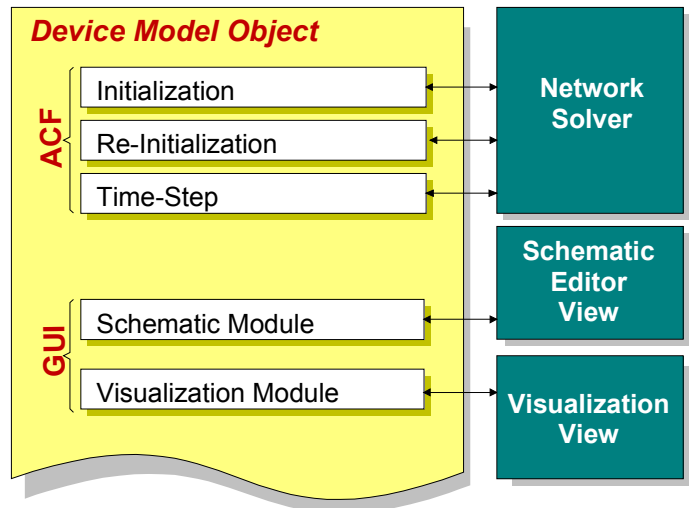 Device Model Object
ACF
Initialization
Re-Initialization
Time-Step
Network
Solver
GUI
Schematic Module
Visualization Module
Schematic
Editor
View
Visualization
View